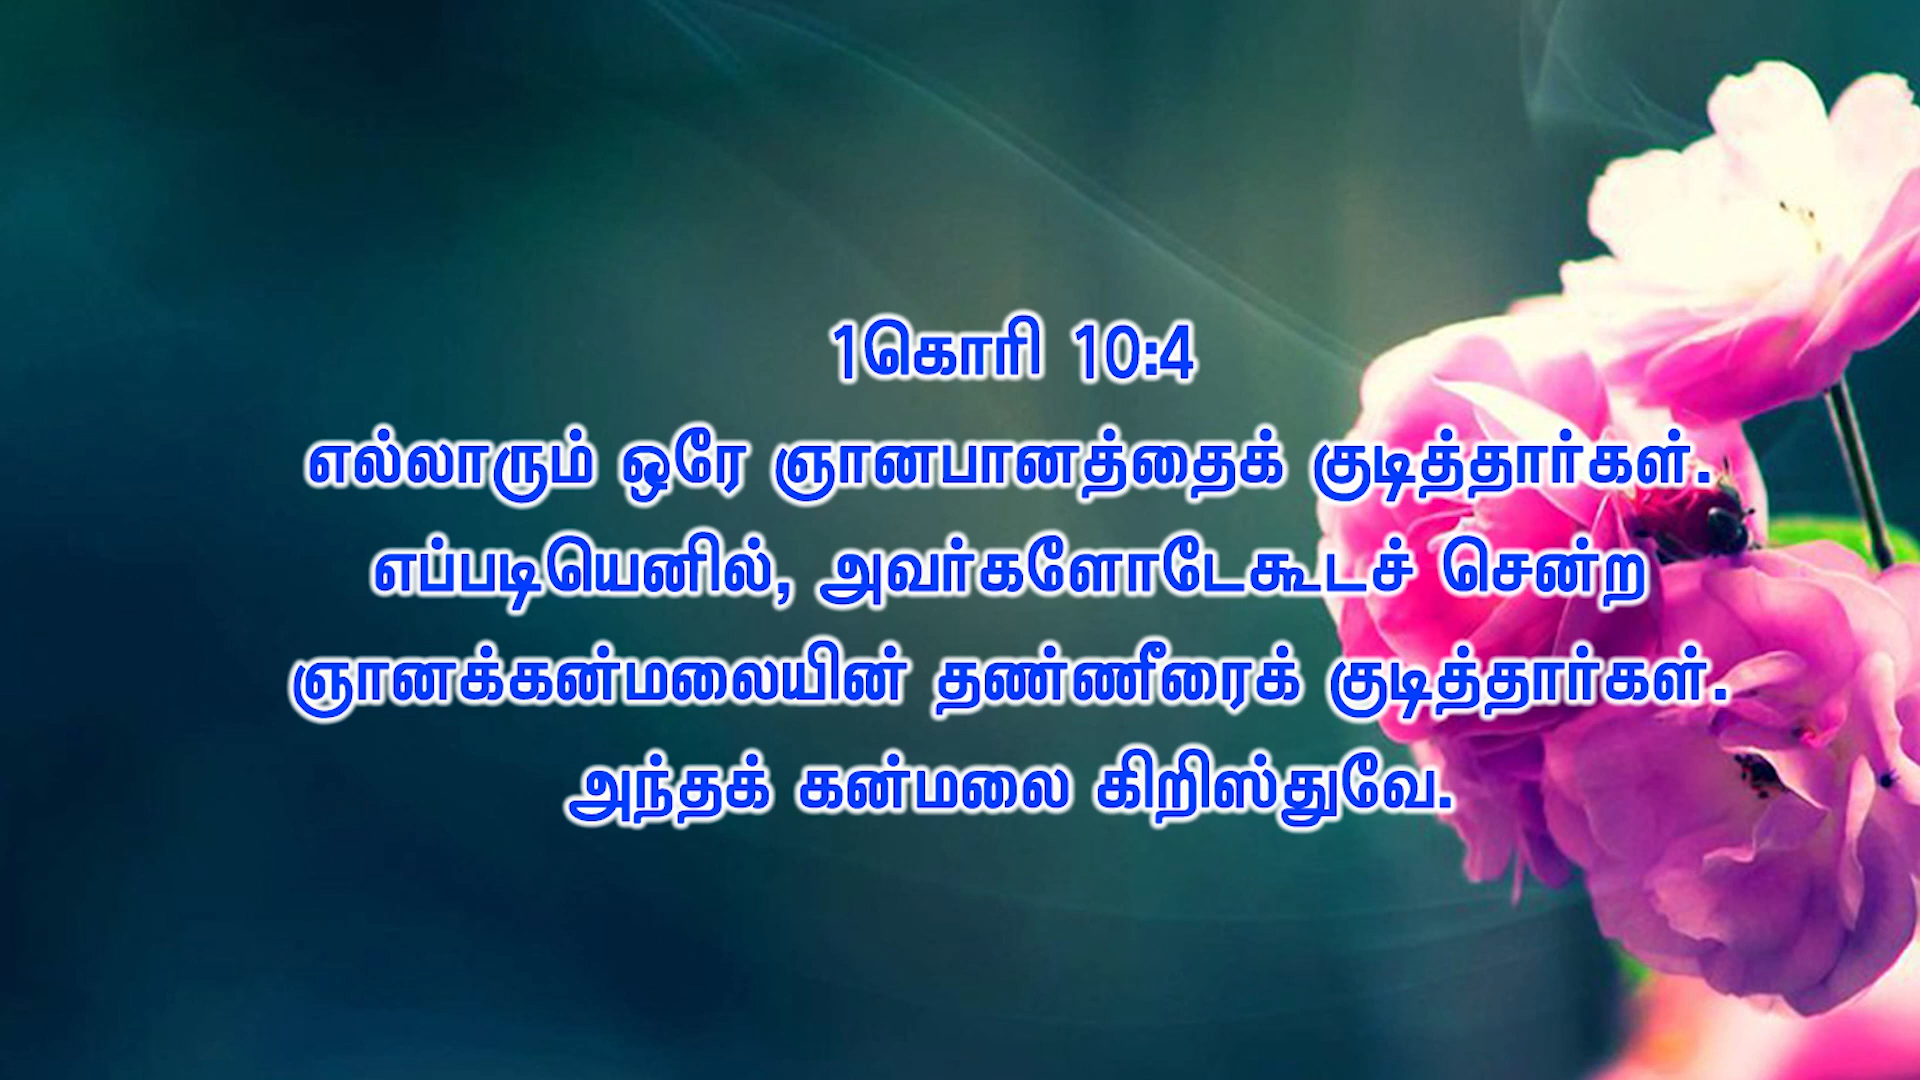 1கொரி 10:4
எல்லாரும் ஒரே ஞானபானத்தைக் குடித்தார்கள்.
எப்படியெனில், அவர்களோடேகூடச் சென்ற
ஞானக்கன்மலையின் தண்ணீரைக் குடித்தார்கள்.
அந்தக் கன்மலை கிறிஸ்துவே.